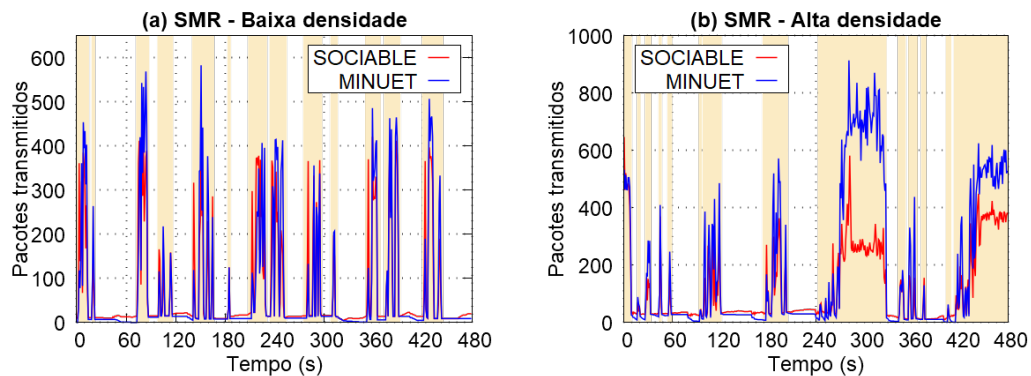 (a) SMR - Baixa densidade
Pacotes transmitidos
600
500
400
300
200
100
0
SOCIABLE
MINUET
0 60 120 180 240 300 360 420 480
Tempo (s)
(b) SMR - Alta densidade
Pacotes transmitidos
1000
800
600
400
200
0
SOCIABLE
MINUET
0 60 120 180 240 300 360 420 480
Tempo (s)